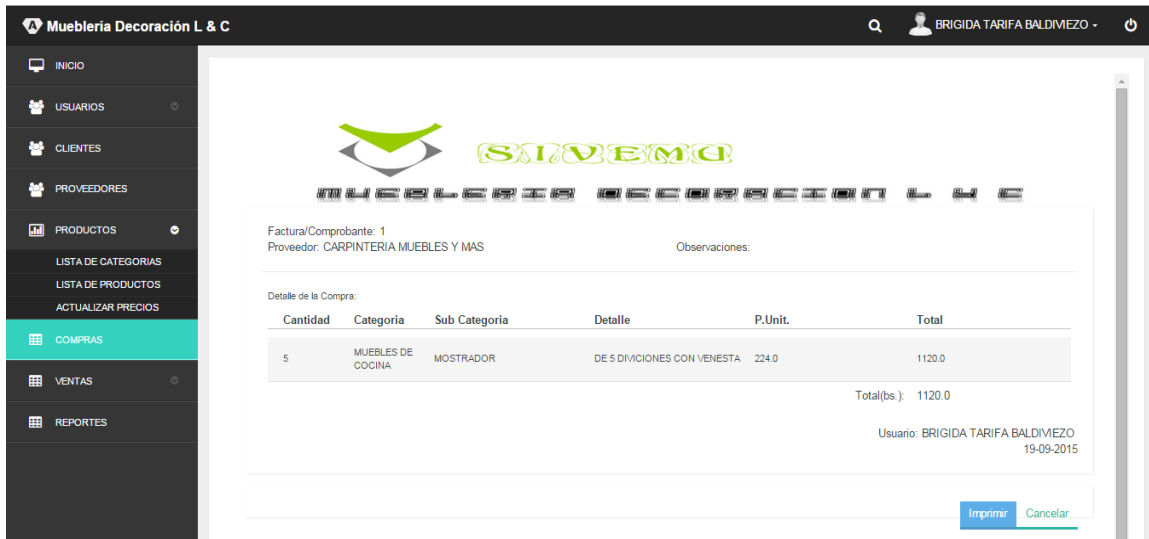 Muebleria Decoración L & C
BRIGIDA TARIFA BALDIVIEZO
INICIO
USUARIOS
CLIENTES
PROVEEDORES
PRODUCTOS
LISTA DE CATEGORIAS
LISTA DE PRODUCTOS
ACTUALIZAR PRECIOS
COMPRAS
VENTAS
REPORTES
SIVEMU
MUEBLERIA DECORACION L Y C
Factura/Comprobante: 1
Proveedor: CARPINTERIA MUEBLES Y MAS Observaciones:
Detalle de la Compra:
Cantidad Categoria Sub Categoria Detalle P.Unit. Total
5 MUEBLES DE COCINA MOSTRADOR DE 5 DIVICIONES CON VENESTA 224.0 1120.0
Total(bs.): 1120.0
Usuario: BRIGIDA TARIFA BALDIVIEZO
19-09-2015
Imprimir Cancelar